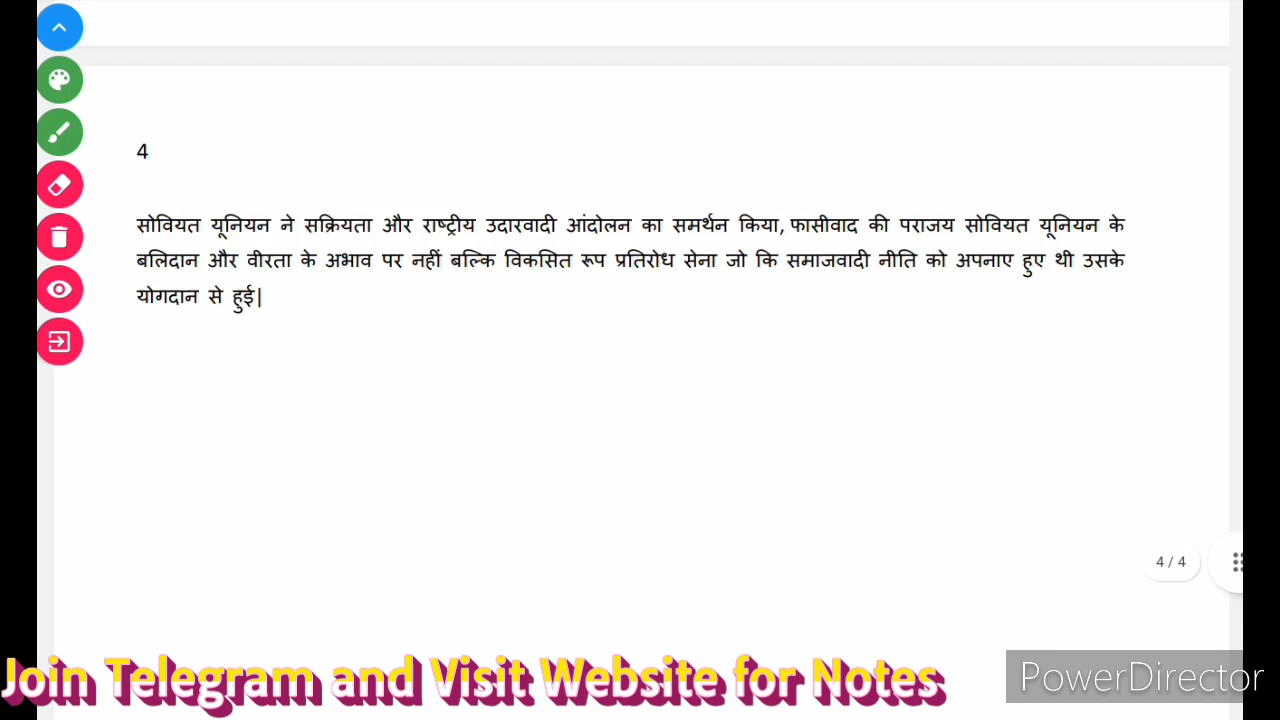 4
सोवियत यूनियन ने सक्रियता और राष्ट्रीय उदारवादी आंदोलन का समर्थन किया, फासीवाद की पराजय सोवियत यूनियन के
बलिदान और वीरता के अभाव पर नहीं बल्कि विकसित रूप प्रतिरोध सेना जो कि समाजवादी नीति को अपनाए हुए थी उसके
योगदान से हुई|
4 / 4
Join Telegram and Visit Website for Notes
PowerDirector